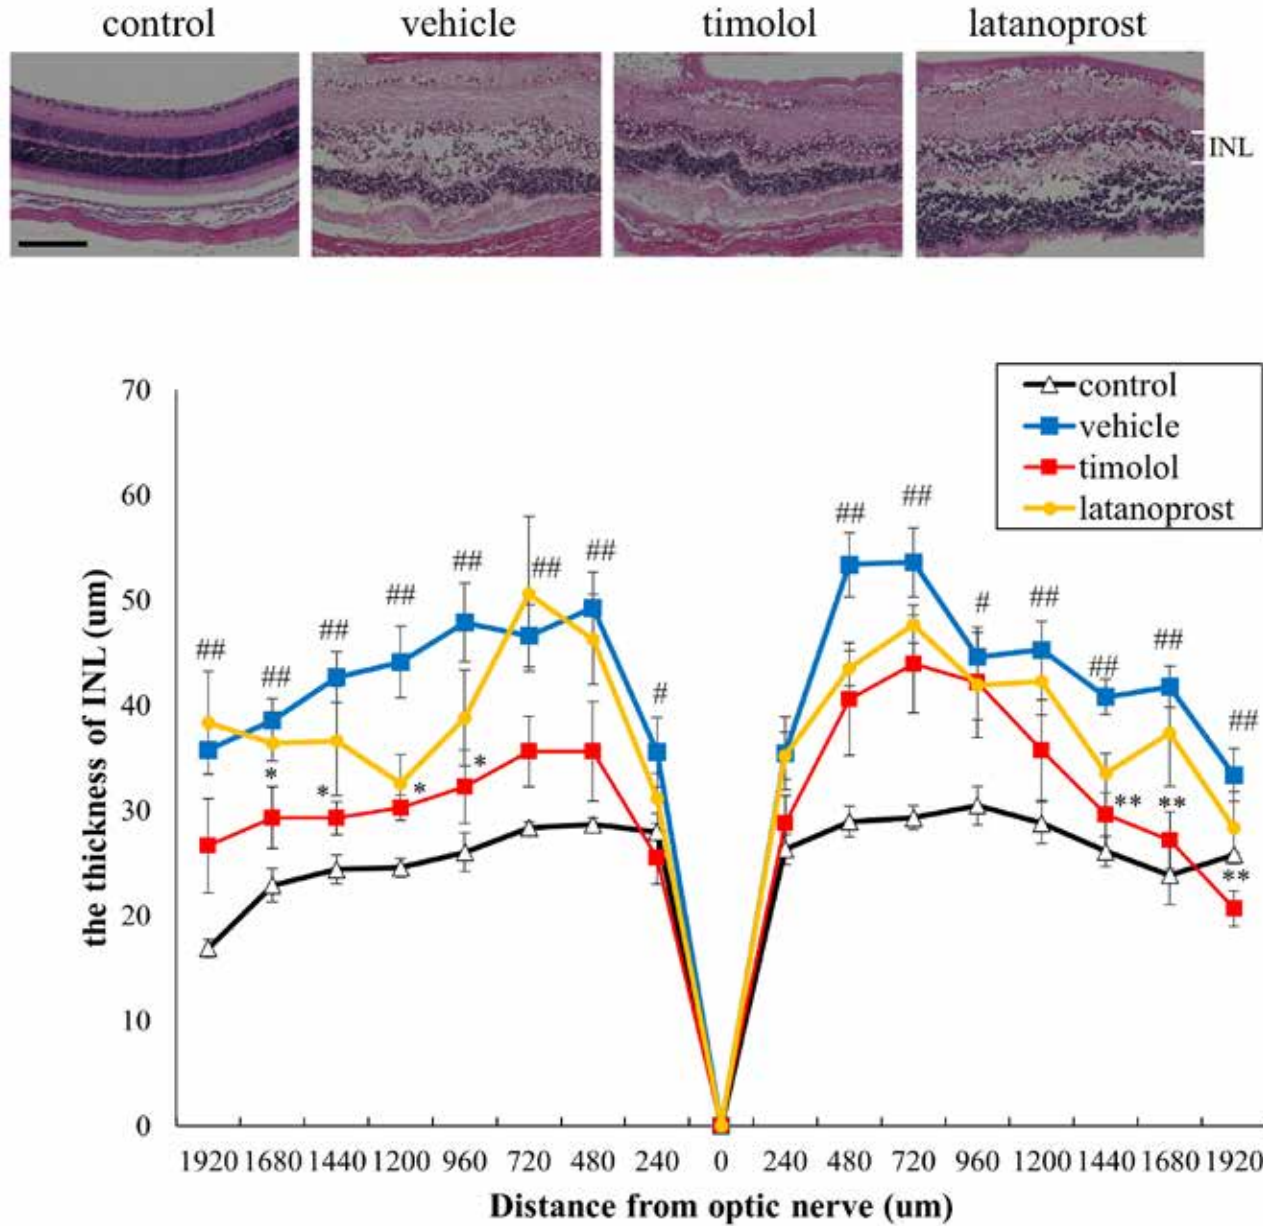 control vehicle timolol latanoprost
INL
the thickness of INL (um)
70
60
50
40
30
20
10
0
control
vehicle
timolol
latanoprost
## ## ## ## ## ## ## #
## ## # ## ## ## ##
* * * *
** ** **
1920 1680 1440 1200 960 720 480 240 0 240 480 720 960 1200 1440 1680 1920
Distance from optic nerve (um)